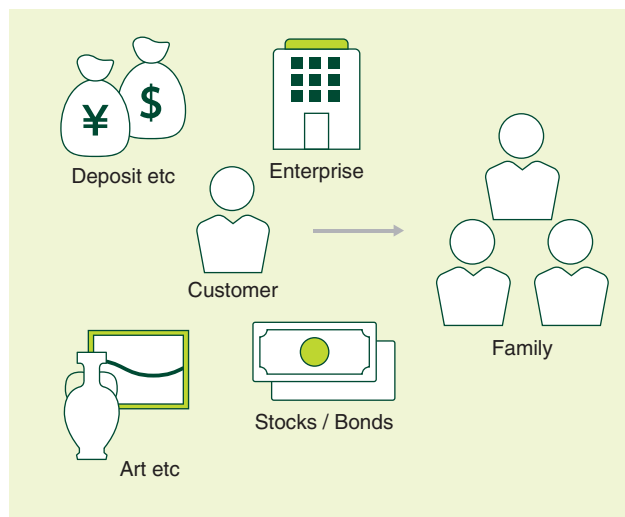 ¥
$
Deposit etc
Enterprise
Customer
Family
Stocks / Bonds
Art etc